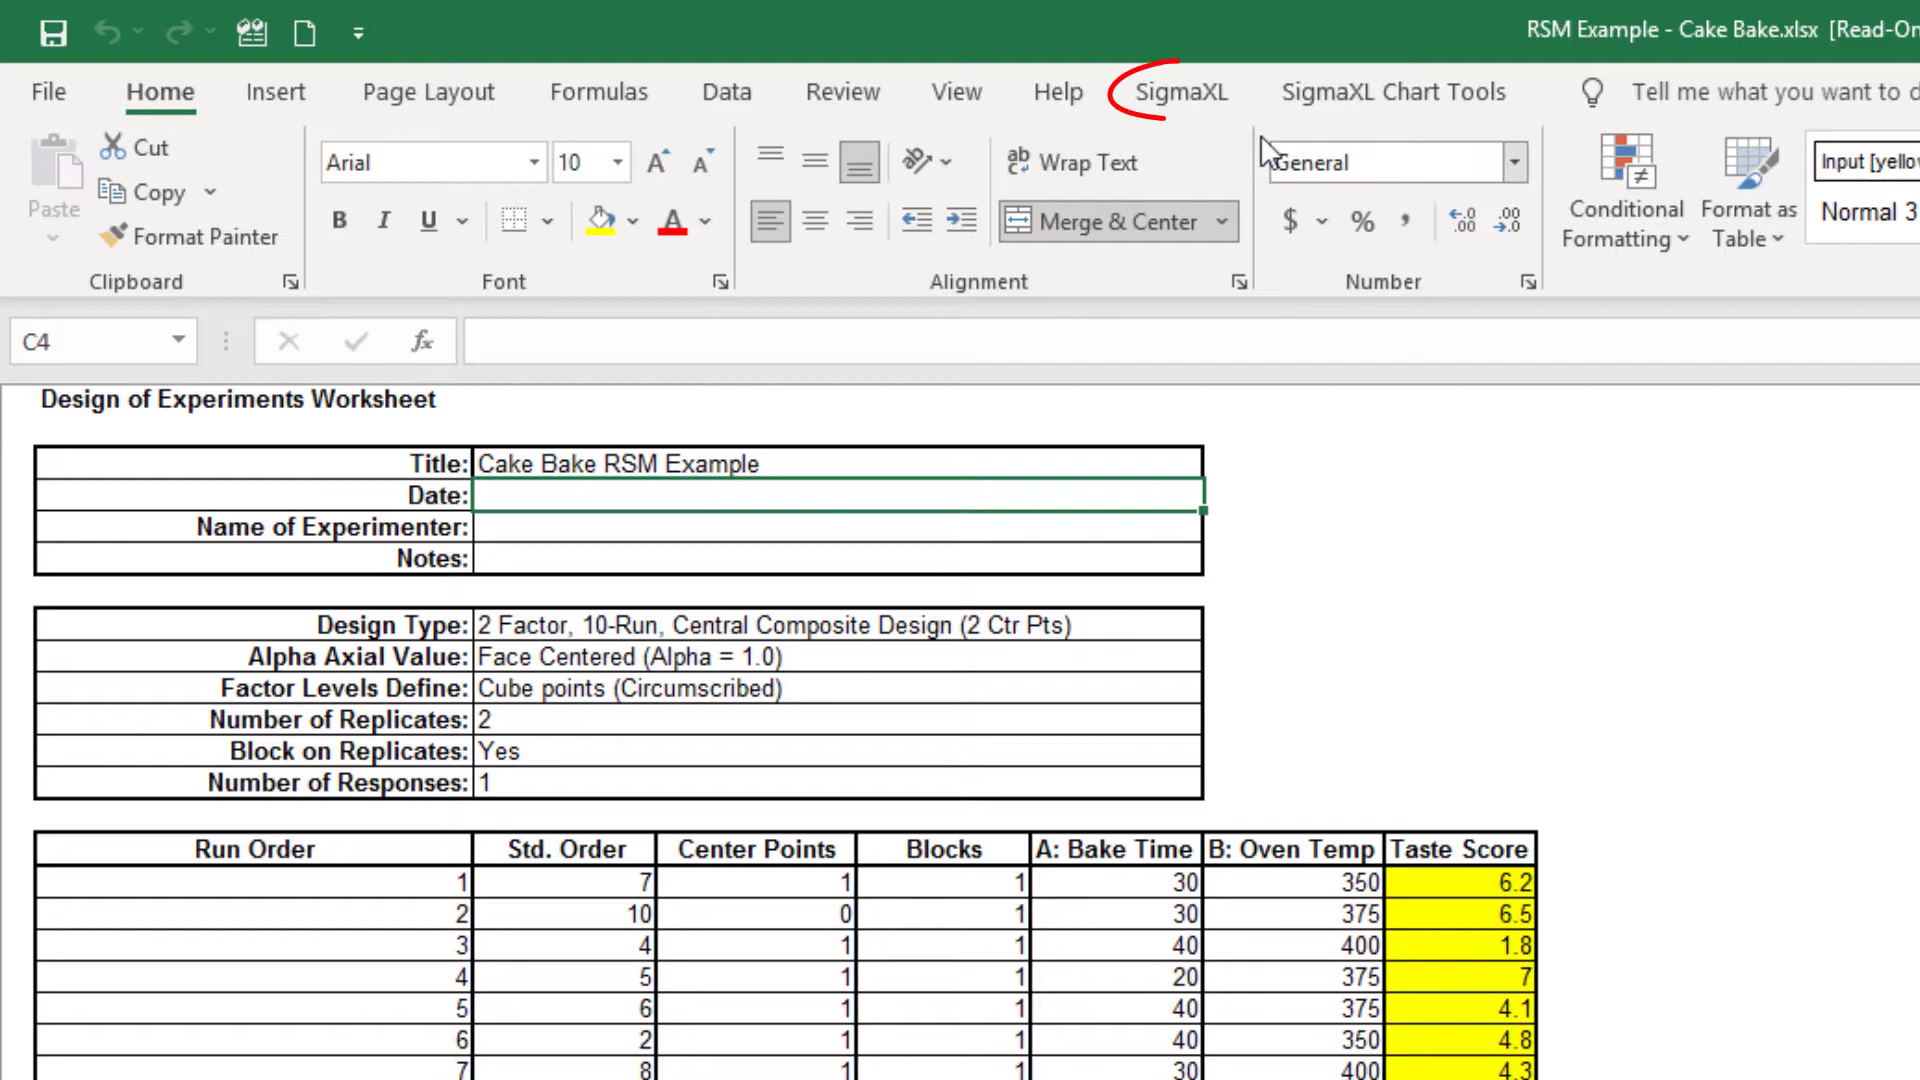 RSM Example - Cake Bake.xlsx [Read-On
File Home Insert Page Layout Formulas Data Review View Help SigmaXL SigmaXL Chart Tools Tell me what you want to d
Paste
Cut
Copy
Format Painter
Clipboard
Arial 10 A A
B I U A
Font
ab c Wrap Text
Merge & Center
Alignment
General
$ % , .0 .00 .00 .0
Number
Conditional Formatting
Format as Table
Input [yello
Normal 3
C4 fx
Design of Experiments Worksheet
Title: Cake Bake RSM Example
Date:
Name of Experimenter:
Notes:
Design Type: 2 Factor, 10-Run, Central Composite Design (2 Ctr Pts)
Alpha Axial Value: Face Centered (Alpha = 1.0)
Factor Levels Define: Cube points (Circumscribed)
Number of Replicates: 2
Block on Replicates: Yes
Number of Responses: 1
Run Order Std. Order Center Points Blocks A: Bake Time B: Oven Temp Taste Score
1 7 1 1 30 350 6.2
2 10 0 1 30 375 6.5
3 4 1 1 40 400 1.8
4 5 1 1 20 375 7
5 6 1 1 40 375 4.1
6 2 1 1 40 350 4.8
7 8 1 1 30 400 4.3